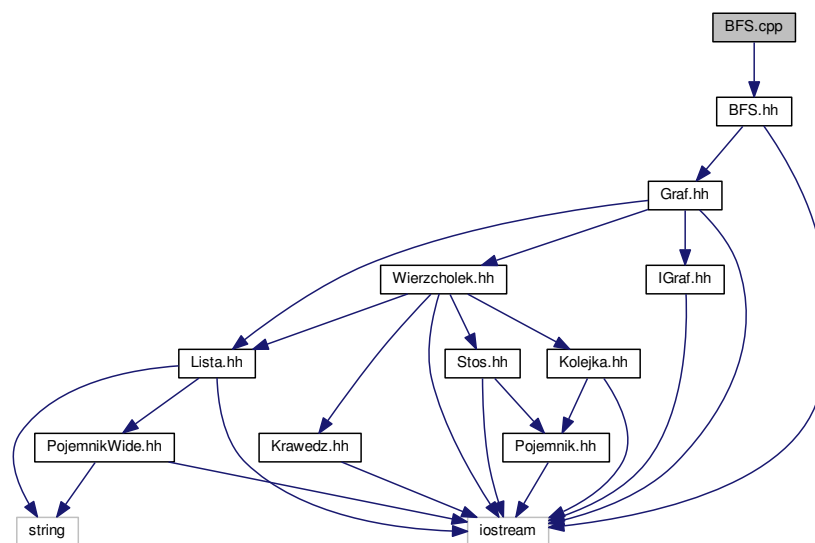 BFS.cpp
BFS.hh
Graf.hh
Wierzcholek.hh
IGraf.hh
Lista.hh
Stos.hh
Kolejka.hh
PojemnikWide.hh
Krawedz.hh
Pojemnik.hh
string
iostream